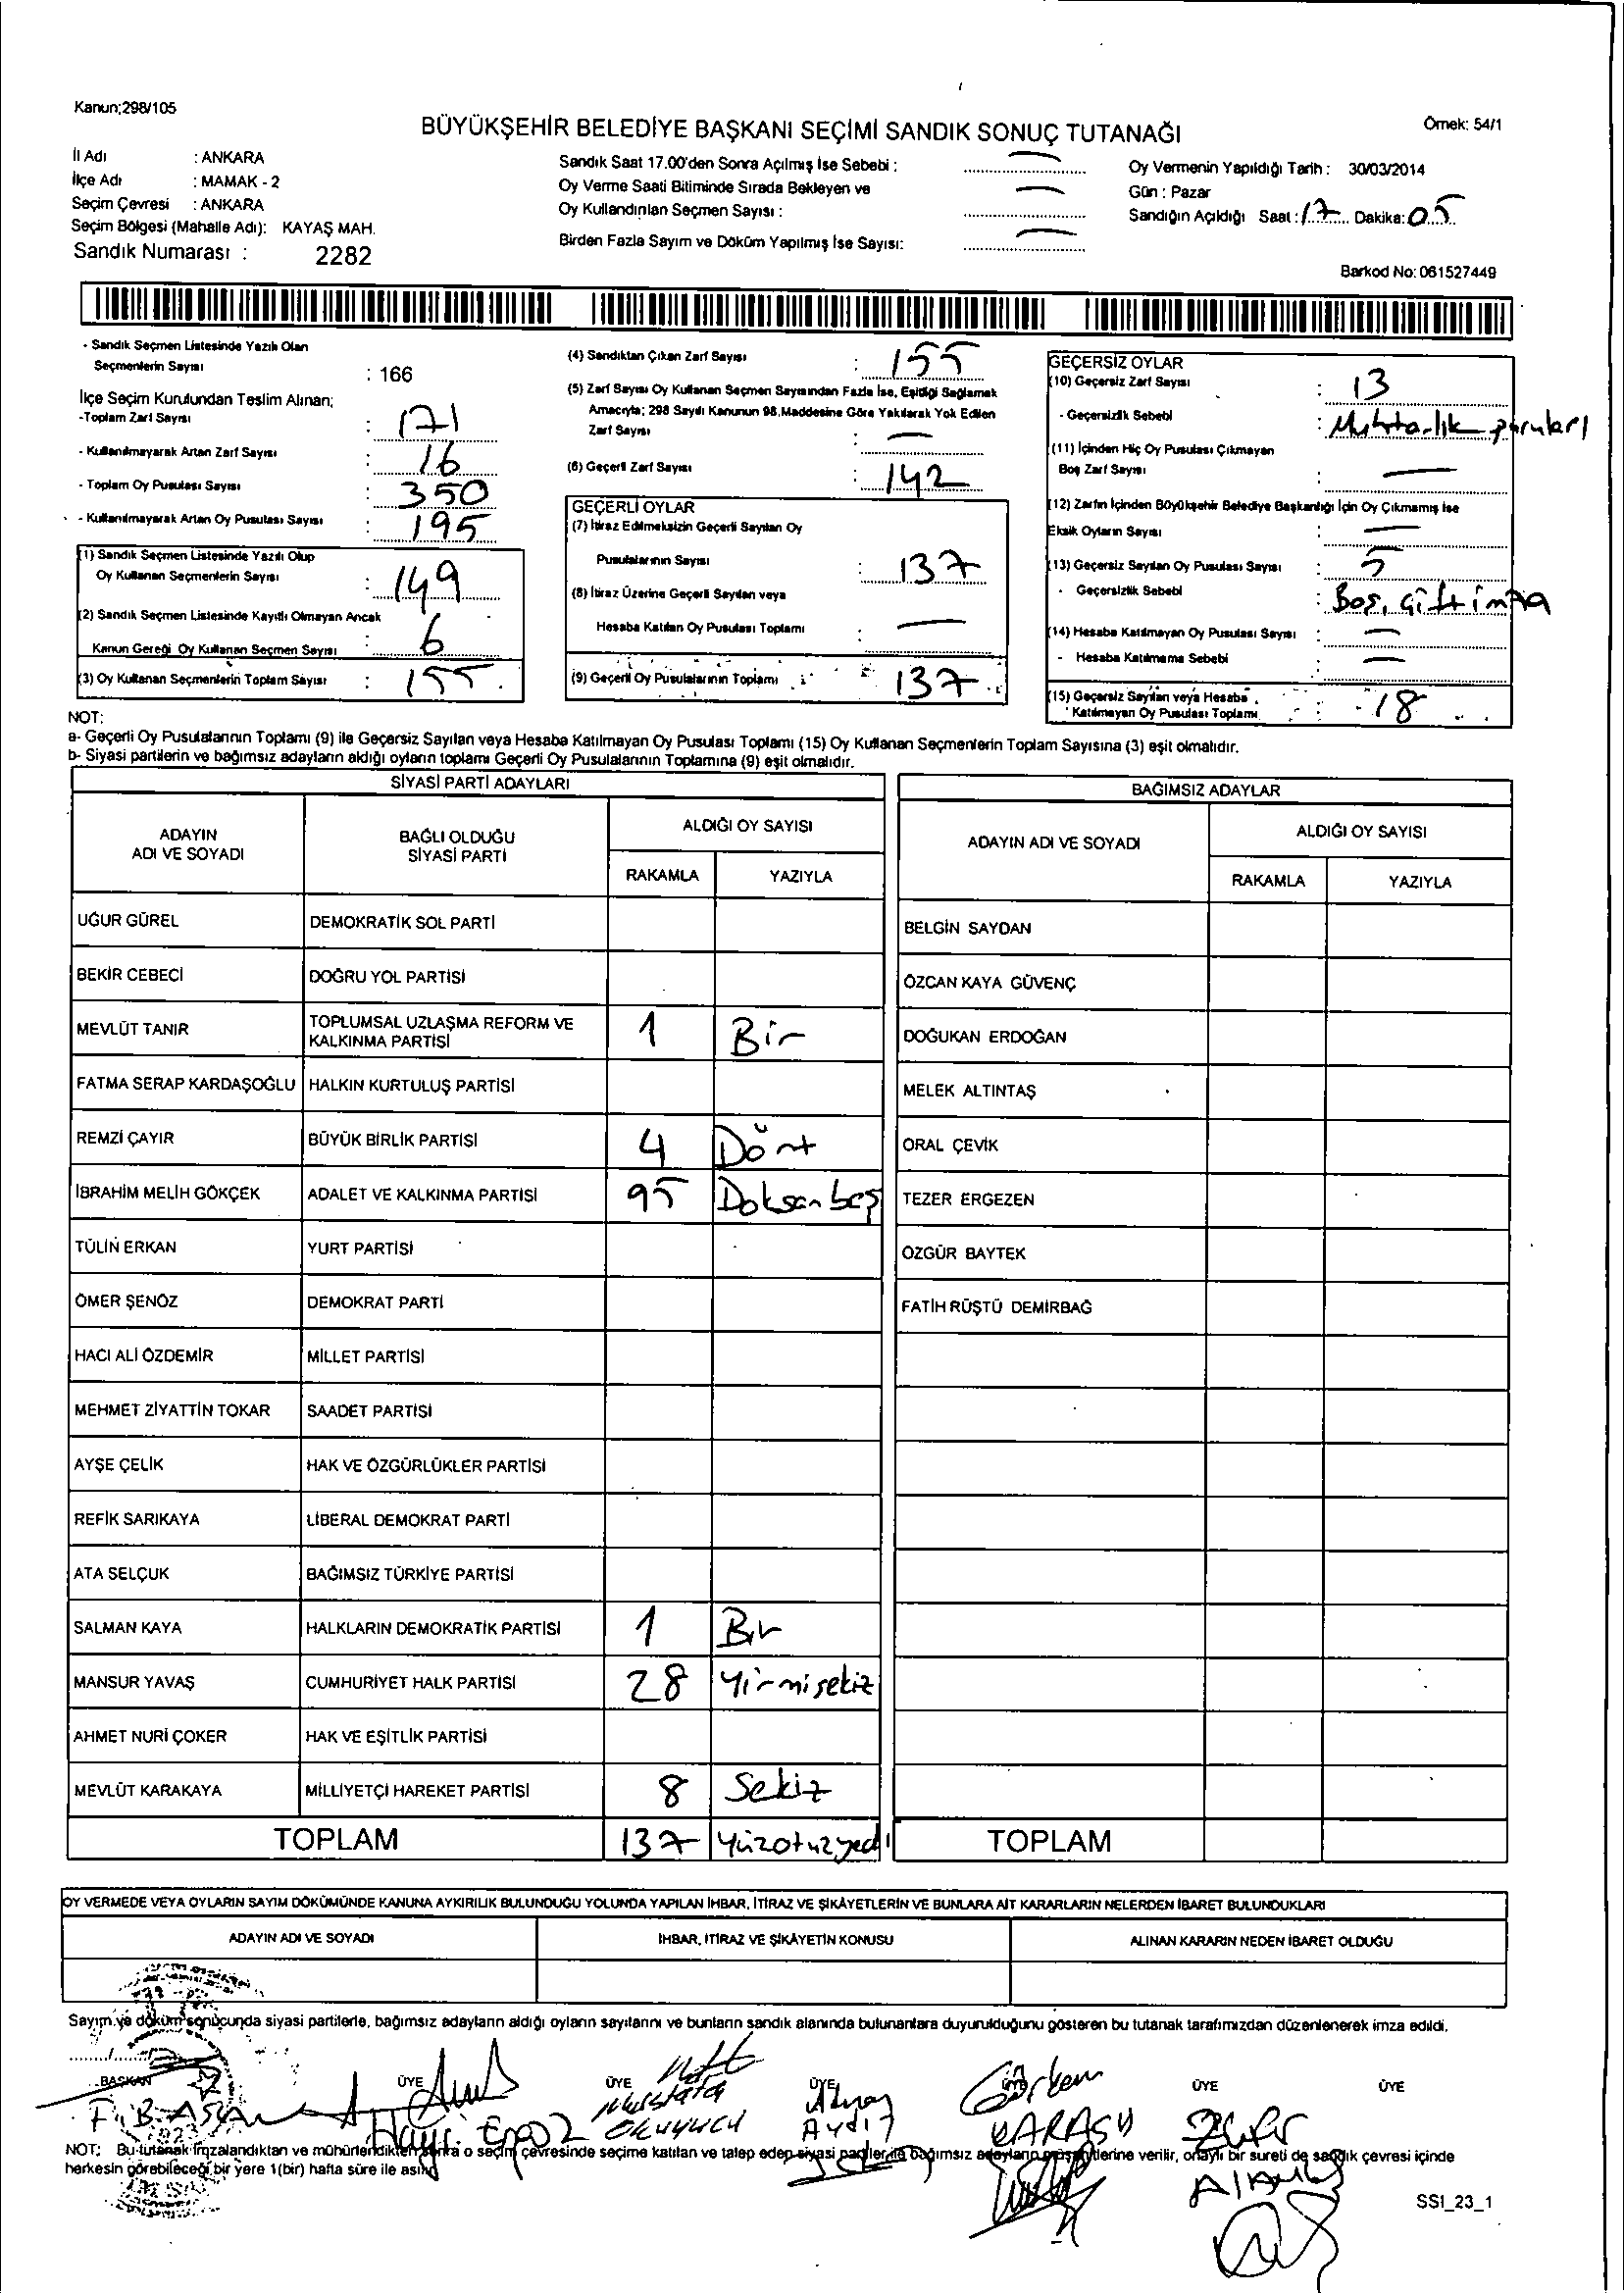 Kanun;298/105
Örnek: 54/1
BÜYÜKŞEHİR BELEDİYE BAŞKANI SEÇİMİ SANDIK SONUÇ TUTANAĞI
İl Adı : ANKARA
İlçe Adı : MAMAK - 2
Seçim Çevresi : ANKARA
Seçim Bölgesi (Mahalle Adı): KAYAŞ MAH.
Sandık Numarası : 2282
Sandık Saat 17.00'den Sonra Açılmış İse Sebebi : —
Oy Verme Saati Bitiminde Sırada Bekleyen ve —
Oy Kullandırılan Seçmen Sayısı :
Birden Fazla Sayım ve Döküm Yapılmış İse Sayısı: —
Oy Vermenin Yapıldığı Tarih : 30/03/2014
Gün : Pazar
Sandığın Açıldığı Saat : 17 Dakika: 05
Barkod No: 061527449
- Sandık Seçmen Listesinde Yazılı Olan
Seçmenlerin Sayısı : 166
İlçe Seçim Kurulundan Teslim Alınan;
-Toplam Zarf Sayısı : 171
- Kullanılmayarak Artan Zarf Sayısı : 16
- Toplam Oy Pusulası Sayısı : 350
- Kullanılmayarak Artan Oy Pusulası Sayısı : 195
(1) Sandık Seçmen Listesinde Yazılı Olup
Oy Kullanan Seçmenlerin Sayısı : 149
(2) Sandık Seçmen Listesinde Kayıtlı Olmayan Ancak
Kanun Gereği Oy Kullanan Seçmen Sayısı : 6
(3) Oy Kullanan Seçmenlerin Toplam Sayısı : 155
(4) Sandıktan Çıkan Zarf Sayısı : 155
(5) Zarf Sayısı Oy Kullanan Seçmen Sayısından Fazla İse, Eşitliği Sağlamak
Amacıyla; 298 Sayılı Kanunun 98.Maddesine Göre Yakılarak Yok Edilen
Zarf Sayısı : —
(6) Geçerli Zarf Sayısı : 142
GEÇERLİ OYLAR
(7) İtiraz Edilmeksizin Geçerli Sayılan Oy
Pusulalarının Sayısı : 137
(8) İtiraz Üzerine Geçerli Sayılan veya
Hesaba Katılan Oy Pusulası Toplamı : —
(9) Geçerli Oy Pusulalarının Toplamı : 137
GEÇERSİZ OYLAR
(10) Geçersiz Zarf Sayısı : 13
- Geçersizlik Sebebi : Muhtarlık
(11) İçinden Hiç Oy Pusulası Çıkmayan
Boş Zarf Sayısı : —
(12) Zarfın İçinden Büyükşehir Belediye Başkanlığı İçin Oy Çıkmamış İse
Eksik Oyların Sayısı : —
(13) Geçersiz Sayılan Oy Pusulası Sayısı : 5
- Geçersizlik Sebebi : Boş, çift imza
(14) Hesaba Katılmayan Oy Pusulası Sayısı : —
- Hesaba Katılmama Sebebi : —
(15) Geçersiz Sayılan veya Hesaba
Katılmayan Oy Pusulası Toplamı : 18
NOT:
a- Geçerli Oy Pusulalarının Toplamı (9) ile Geçersiz Sayılan veya Hesaba Katılmayan Oy Pusulası Toplamı (15) Oy Kullanan Seçmenlerin Toplam Sayısına (3) eşit olmalıdır.
b- Siyasi partilerin ve bağımsız adayların aldığı oyların toplamı Geçerli Oy Pusulalarının Toplamına (9) eşit olmalıdır.
SİYASİ PARTİ ADAYLARI
ADAYIN ADI VE SOYADI BAĞLI OLDUĞU SİYASİ PARTİ ALDIĞI OY SAYISI
RAKAMLA YAZIYLA
UĞUR GÜREL DEMOKRATİK SOL PARTİ
BEKİR CEBECİ DOĞRU YOL PARTİSİ
MEVLÜT TANIR TOPLUMSAL UZLAŞMA REFORM VE KALKINMA PARTİSİ 1 Bir
FATMA SERAP KARDAŞOĞLU HALKIN KURTULUŞ PARTİSİ
REMZİ ÇAYIR BÜYÜK BİRLİK PARTİSİ 4 Dört
İBRAHİM MELİH GÖKÇEK ADALET VE KALKINMA PARTİSİ 95 Doksanbeş
TÜLİN ERKAN YURT PARTİSİ
ÖMER ŞENÖZ DEMOKRAT PARTİ
HACI ALİ ÖZDEMİR MİLLET PARTİSİ
MEHMET ZİYATTİN TOKAR SAADET PARTİSİ
AYŞE ÇELİK HAK VE ÖZGÜRLÜKLER PARTİSİ
REFİK SARIKAYA LİBERAL DEMOKRAT PARTİ
ATA SELÇUK BAĞIMSIZ TÜRKİYE PARTİSİ
SALMAN KAYA HALKLARIN DEMOKRATİK PARTİSİ 1 Bir
MANSUR YAVAŞ CUMHURİYET HALK PARTİSİ 28 Yirmisekiz
AHMET NURİ ÇOKER HAK VE EŞİTLİK PARTİSİ
MEVLÜT KARAKAYA MİLLİYETÇİ HAREKET PARTİSİ 8 Sekiz
TOPLAM 137 Yüzotuzyedi
BAĞIMSIZ ADAYLAR
ADAYIN ADI VE SOYADI ALDIĞI OY SAYISI
RAKAMLA YAZIYLA
BELGİN SAYDAN
ÖZCAN KAYA GÜVENÇ
DOĞUKAN ERDOĞAN
MELEK ALTINTAŞ
ORAL ÇEVİK
TEZER ERGEZEN
ÖZGÜR BAYTEK
FATİH RÜŞTÜ DEMİRBAĞ
TOPLAM
OY VERMEDE VEYA OYLARIN SAYIM DÖKÜMÜNDE KANUNA AYKIRILIK BULUNDUĞU YOLUNDA YAPILAN İHBAR, İTİRAZ VE ŞİKÂYETLERİN VE BUNLARA AİT KARARLARIN NELERDEN İBARET BULUNDUKLARI
ADAYIN ADI VE SOYADI İHBAR, İTİRAZ VE ŞİKÂYETİN KONUSU ALINAN KARARIN NEDEN İBARET OLDUĞU
Sayım ve döküm sonucunda siyasi partilerle, bağımsız adayların aldığı oyların sayılarını ve bunların sandık alanında bulunanlara duyurulduğunu gösteren bu tutanak tarafımızdan düzenlenerek imza edildi.
BAŞKAN ÜYE ÜYE ÜYE ÜYE ÜYE ÜYE
Mustafa Okuyucu
Aydın
Görkem KARASU
NOT: Bu tutanak imzalandıktan ve mühürlendikten sonra o seçim çevresinde seçime katılan ve talep eden siyasi partiler ile bağımsız adayların müşahitlerine verilir, onaylı bir sureti de sandık çevresi içinde
herkesin görebileceği bir yere 1(bir) hafta süre ile asılır.
SSI_23_1